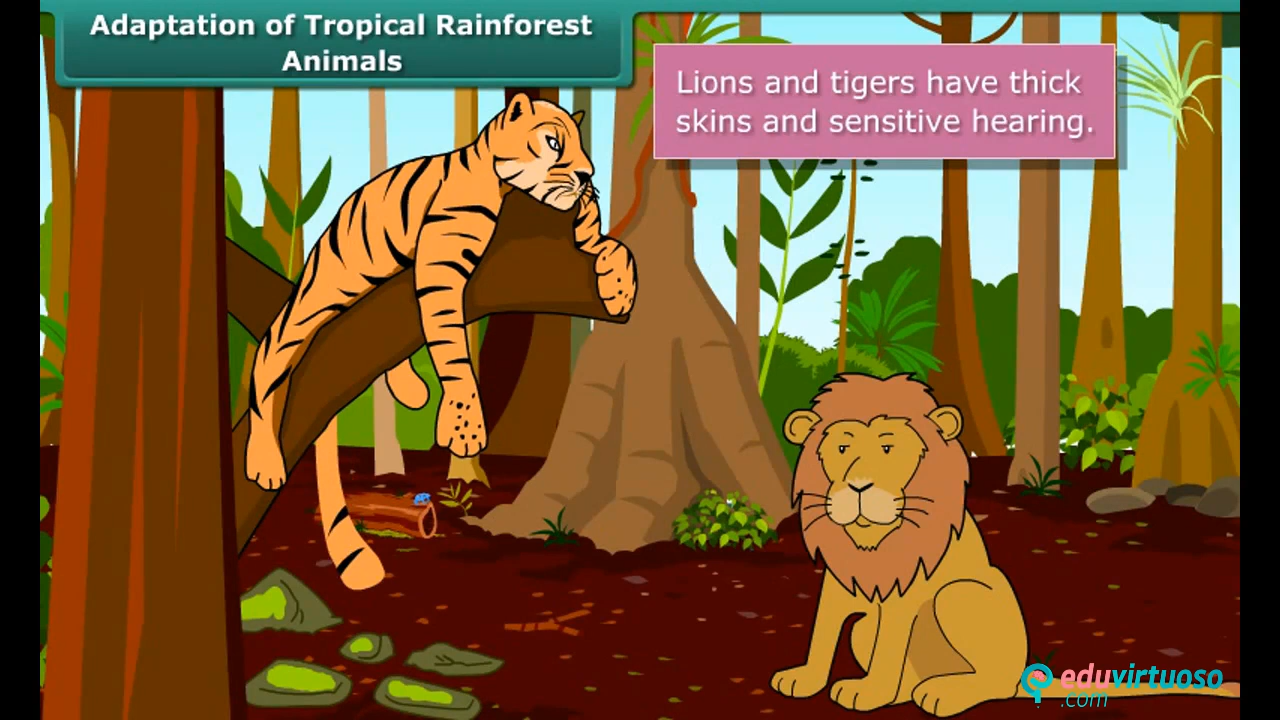 Adaptation of Tropical Rainforest
Animals
Lions and tigers have thick
skins and sensitive hearing.
eduvirtuoso
.com